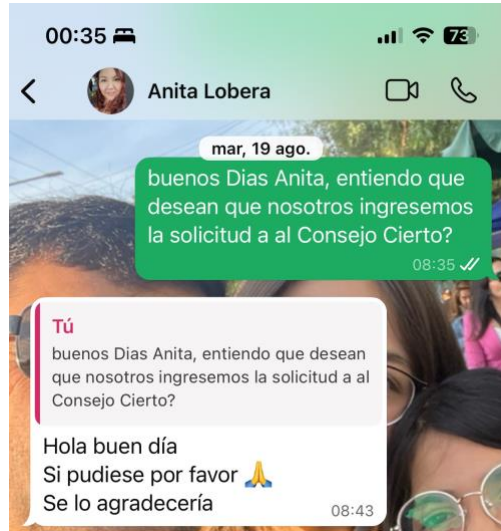 00:35
73
Anita Lobera
mar, 19 ago.
buenos Dias Anita, entiendo que
desean que nosotros ingresemos
la solicitud a al Consejo Cierto?
08:35
Tú
buenos Dias Anita, entiendo que desean
que nosotros ingresemos la solicitud a al
Consejo Cierto?
Hola buen día
Si pudiese por favor 🙏
Se lo agradecería
08:43